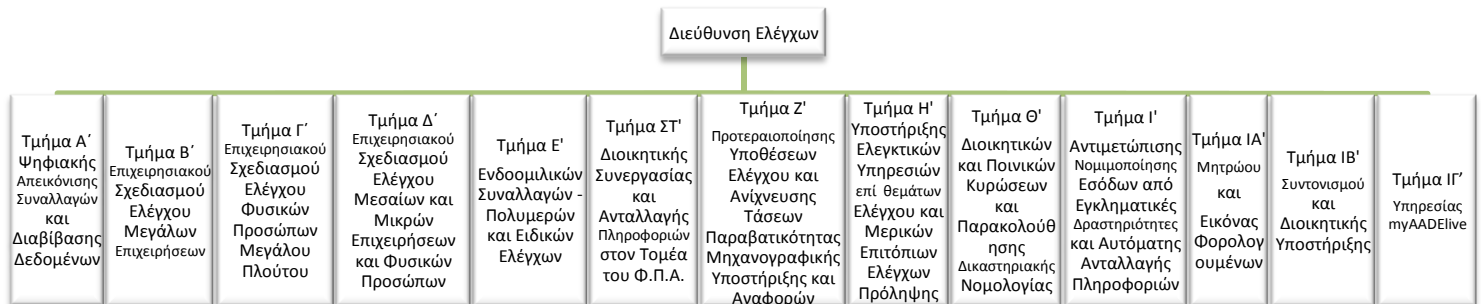 Διεύθυνση Ελέγχων
Τμήμα Α΄
Ψηφιακής
Απεικόνισης
Συναλλαγών
και
Διαβίβασης
Δεδομένων
Τμήμα Β΄
Επιχειρησιακού
Σχεδιασμού
Ελέγχου
Μεγάλων
Επιχειρήσεων
Τμήμα Γ΄
Επιχειρησιακού
Σχεδιασμού
Ελέγχου
Φυσικών
Προσώπων
Μεγάλου
Πλούτου
Τμήμα Δ΄
Επιχειρησιακού
Σχεδιασμού
Ελέγχου
Μεσαίων και
Μικρών
Επιχειρήσεων
και Φυσικών
Προσώπων
Τμήμα Ε'
Ενδοομιλικών
Συναλλαγών -
Πολυμερών
και Ειδικών
Ελέγχων
Τμήμα ΣΤ'
Διοικητικής
Συνεργασίας
και
Ανταλλαγής
Πληροφοριών
στον Τομέα
του Φ.Π.Α.
Τμήμα Ζ'
Προτεραιοποίησης
Υποθέσεων
Ελέγχου και
Ανίχνευσης
Τάσεων
Παραβατικότητας
Μηχανογραφικής
Υποστήριξης και
Αναφορών
Τμήμα Η'
Υποστήριξης
Ελεγκτικών
Υπηρεσιών
επί θεμάτων
Ελέγχου και
Μερικών
Επιτόπιων
Ελέγχων
Πρόληψης
Τμήμα Θ'
Διοικητικών
και Ποινικών
Κυρώσεων
και
Παρακολούθ
ησης
Δικαστηριακής
Νομολογίας
Τμήμα Ι'
Αντιμετώπισης
Νομιμοποίησης
Εσόδων από
Εγκληματικές
Δραστηριότητες
και Αυτόματης
Ανταλλαγής
Πληροφοριών
Τμήμα ΙΑ'
Μητρώου
και
Εικόνας
Φορολογ
ουμένων
Τμήμα ΙΒ'
Συντονισμού
και
Διοικητικής
Υποστήριξης
Τμήμα ΙΓ’
Υπηρεσίας
myAADElive